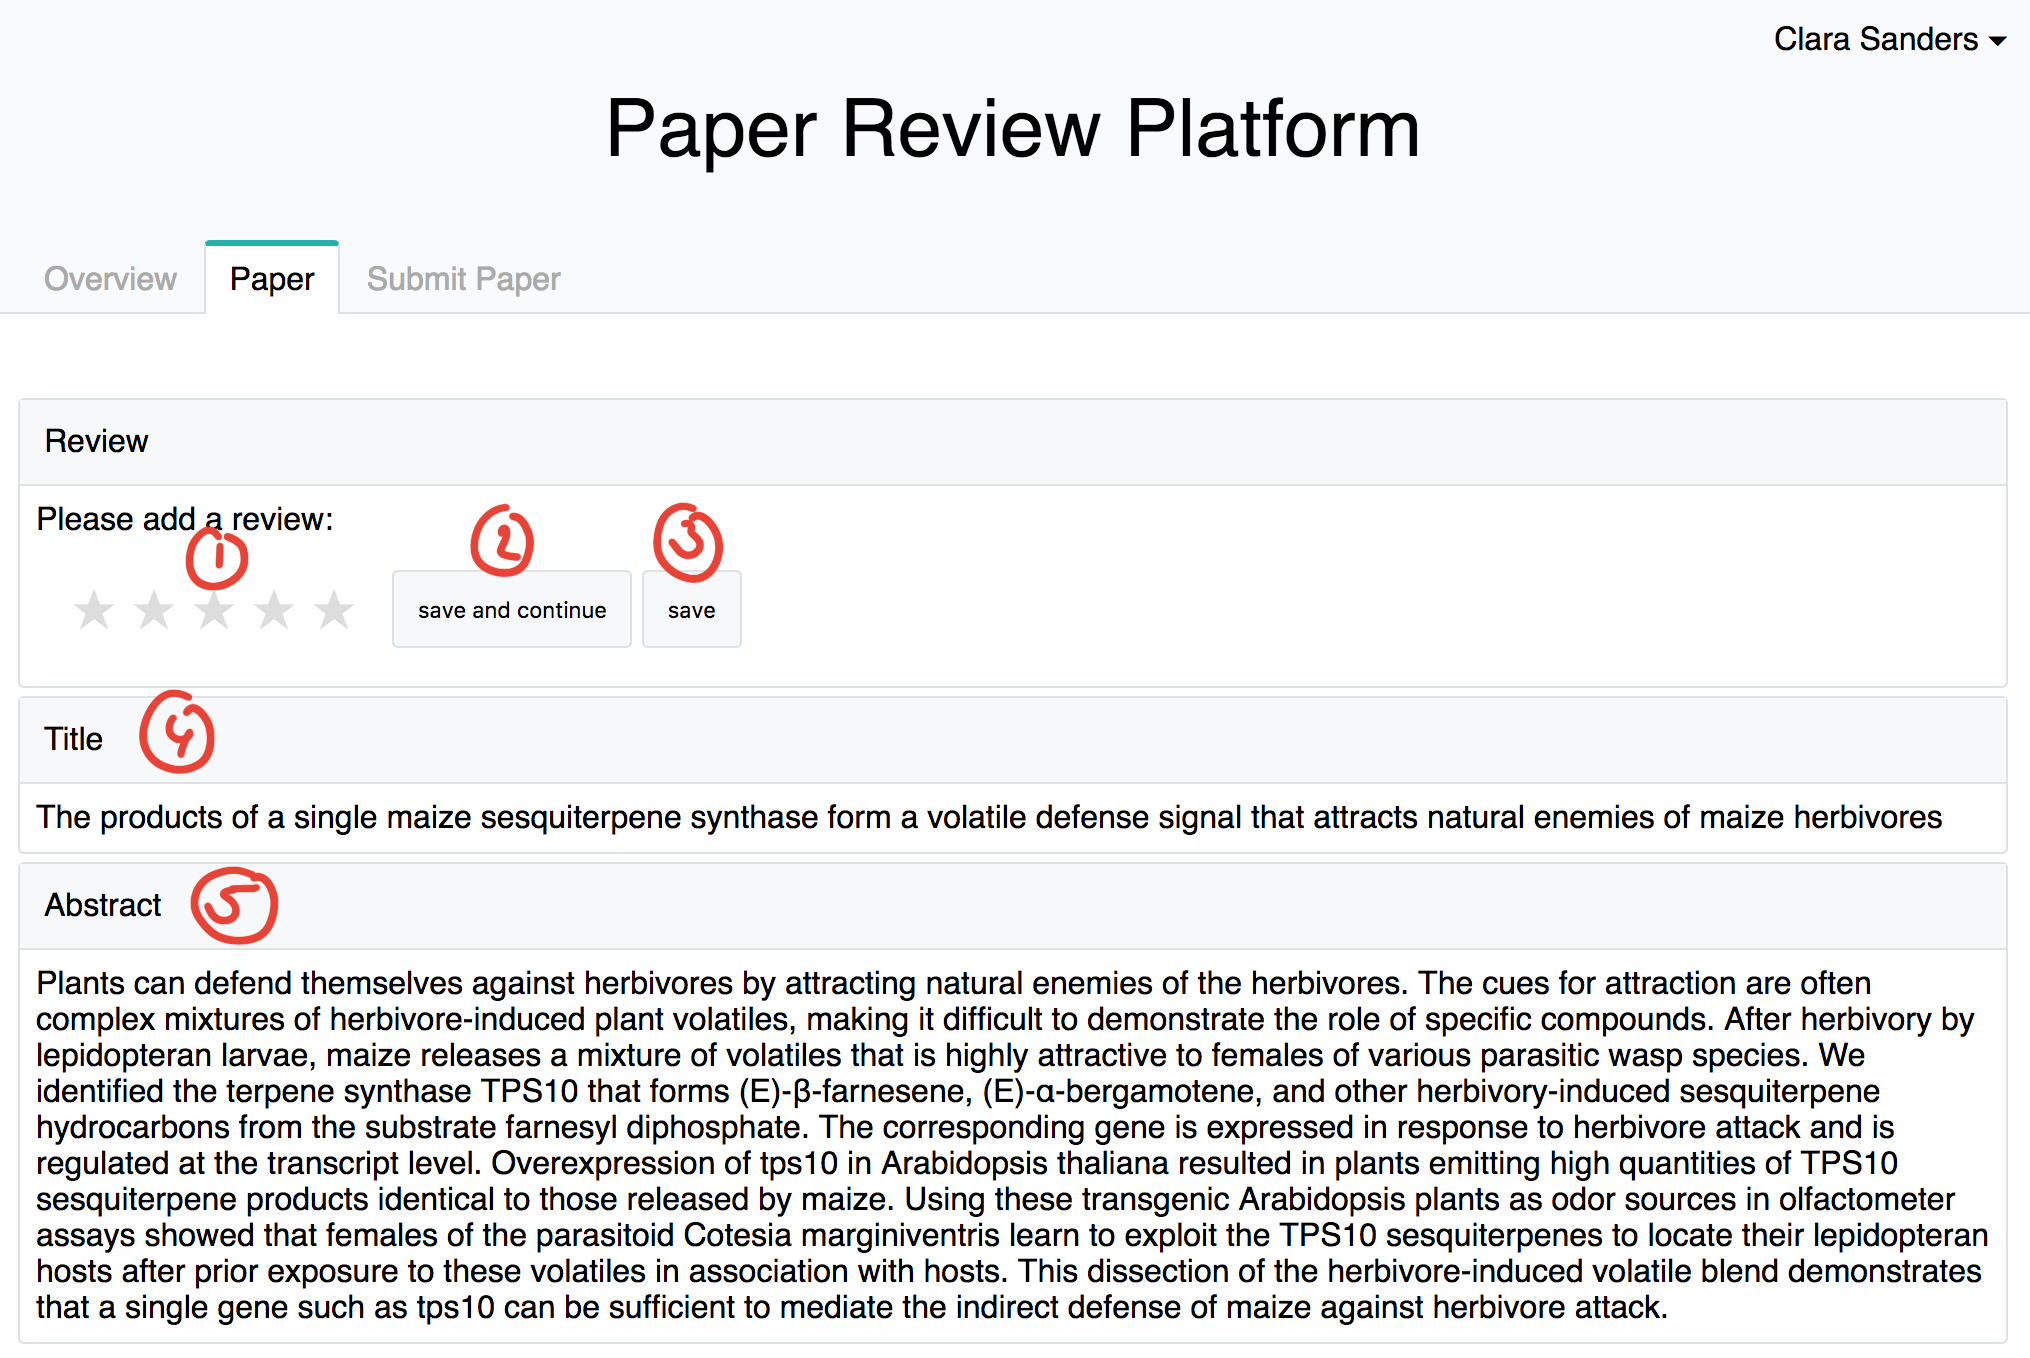 Clara Sanders
Paper Review Platform
Overview Paper Submit Paper
Review
Please add a review:
1 2 3
save and continue save
Title 4
The products of a single maize sesquiterpene synthase form a volatile defense signal that attracts natural enemies of maize herbivores
Abstract 5
Plants can defend themselves against herbivores by attracting natural enemies of the herbivores. The cues for attraction are often
complex mixtures of herbivore-induced plant volatiles, making it difficult to demonstrate the role of specific compounds. After herbivory by
lepidopteran larvae, maize releases a mixture of volatiles that is highly attractive to females of various parasitic wasp species. We
identified the terpene synthase TPS10 that forms (E)-β-farnesene, (E)-α-bergamotene, and other herbivory-induced sesquiterpene
hydrocarbons from the substrate farnesyl diphosphate. The corresponding gene is expressed in response to herbivore attack and is
regulated at the transcript level. Overexpression of tps10 in Arabidopsis thaliana resulted in plants emitting high quantities of TPS10
sesquiterpene products identical to those released by maize. Using these transgenic Arabidopsis plants as odor sources in olfactometer
assays showed that females of the parasitoid Cotesia marginiventris learn to exploit the TPS10 sesquiterpenes to locate their lepidopteran
hosts after prior exposure to these volatiles in association with hosts. This dissection of the herbivore-induced volatile blend demonstrates
that a single gene such as tps10 can be sufficient to mediate the indirect defense of maize against herbivore attack.